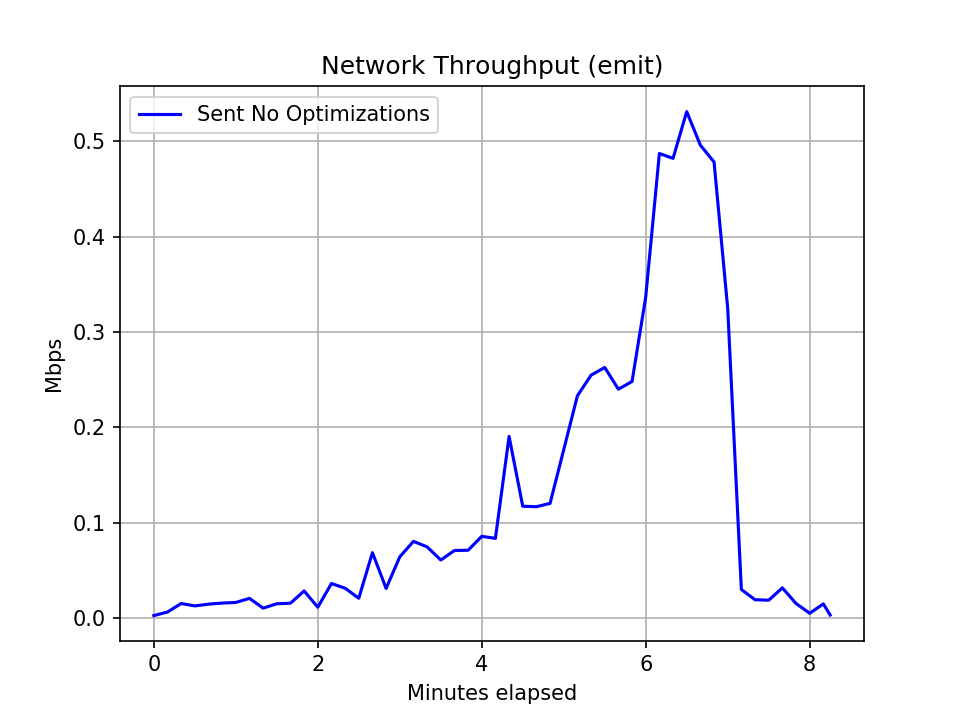 Network Throughput (emit)
Sent No Optimizations
0.5
0.4
0.3
0.2
0.1
0.0
Mbps
0 2 4 6 8
Minutes elapsed